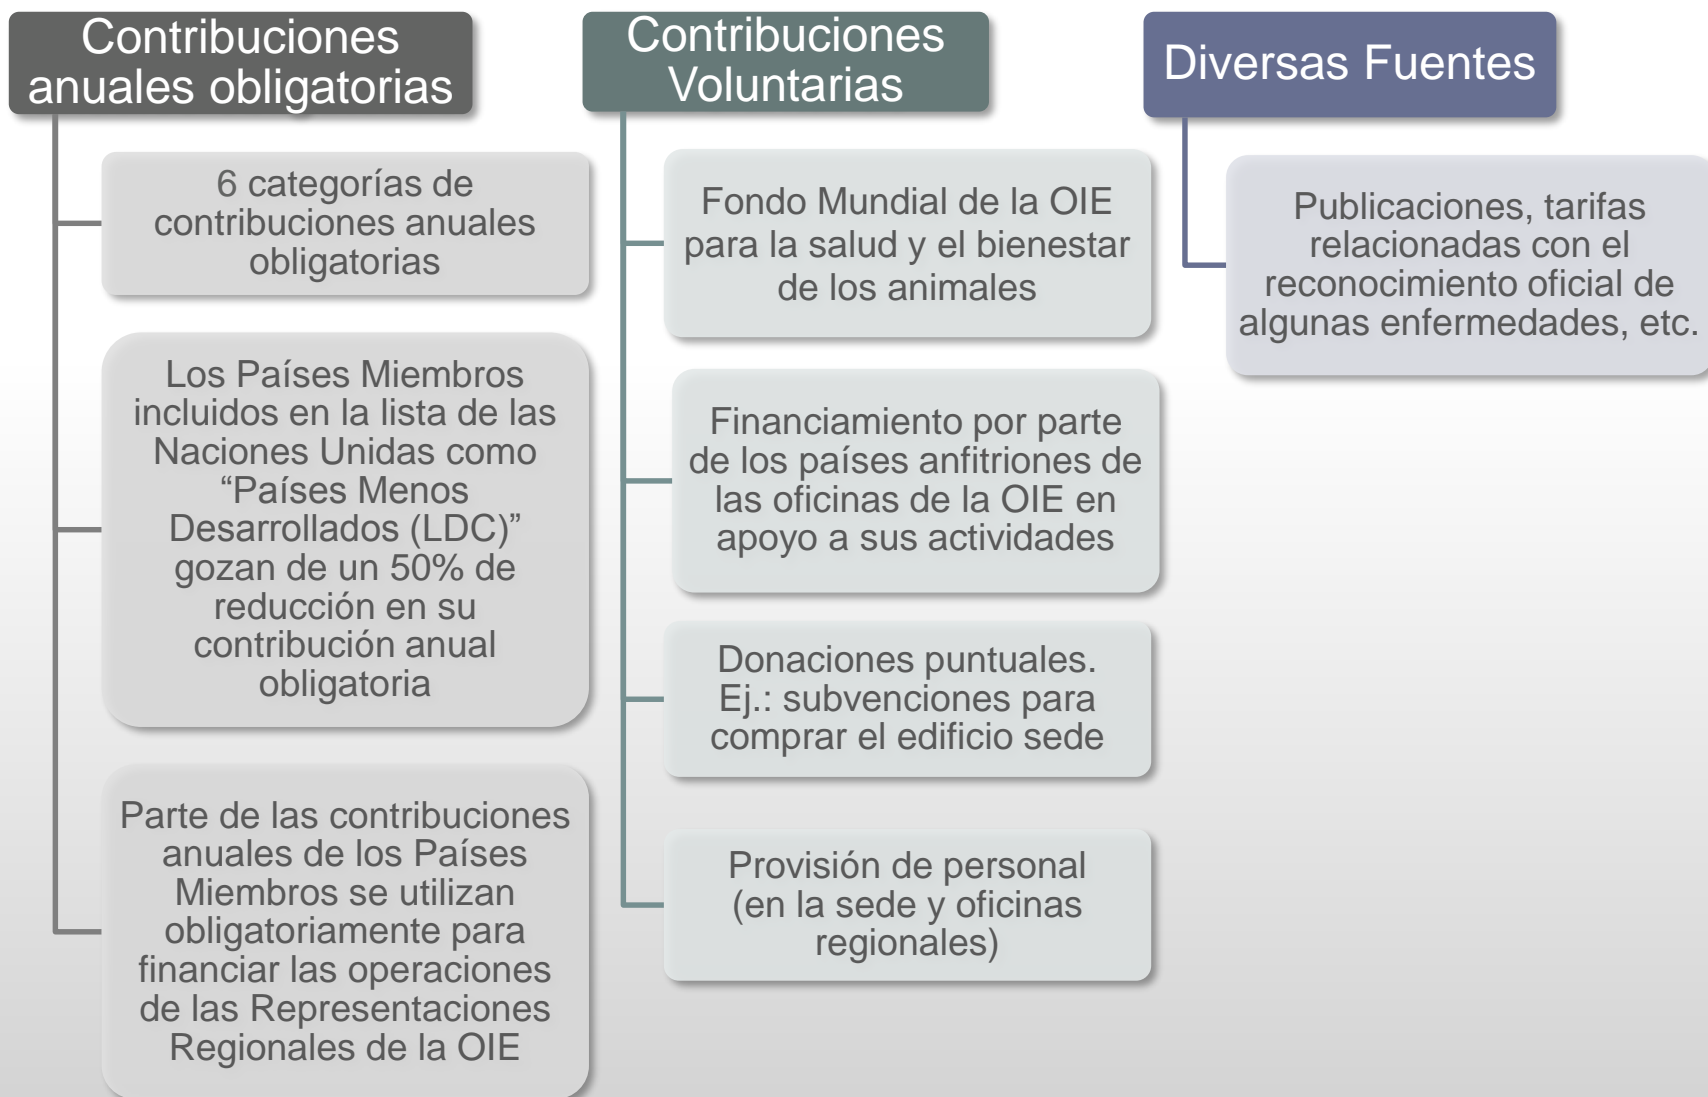 Contribuciones
anuales obligatorias
6 categorías de
contribuciones anuales
obligatorias
Los Países Miembros
incluidos en la lista de las
Naciones Unidas como
“Países Menos
Desarrollados (LDC)”
gozan de un 50% de
reducción en su
contribución anual
obligatoria
Parte de las contribuciones
anuales de los Países
Miembros se utilizan
obligatoriamente para
financiar las operaciones
de las Representaciones
Regionales de la OIE
Contribuciones
Voluntarias
Fondo Mundial de la OIE
para la salud y el bienestar
de los animales
Financiamiento por parte
de los países anfitriones de
las oficinas de la OIE en
apoyo a sus actividades
Donaciones puntuales.
Ej.: subvenciones para
comprar el edificio sede
Provisión de personal
(en la sede y oficinas
regionales)
Diversas Fuentes
Publicaciones, tarifas
relacionadas con el
reconocimiento oficial de
algunas enfermedades, etc.